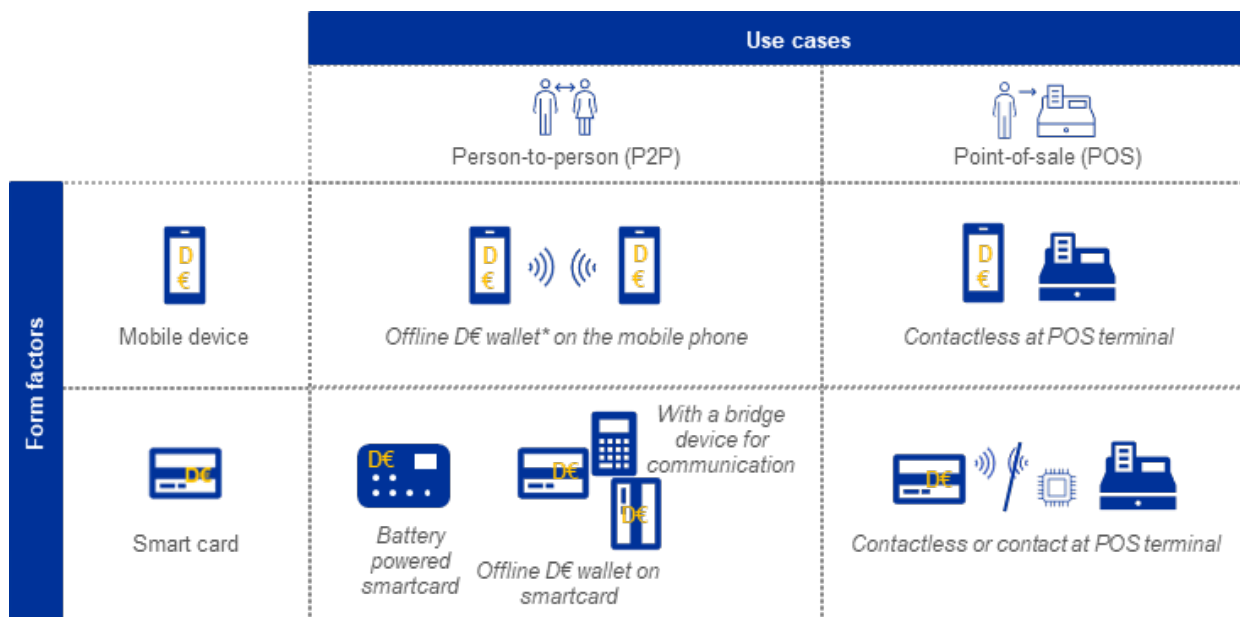 Use cases
Person-to-person (P2P)
Point-of-sale (POS)
Form factors
Mobile device
D
€
D
€
D
€
Offline D€ wallet* on the mobile phone
D
€
Contactless at POS terminal
Smart card
D€
D€
Battery
powered
smartcard
D€
D€
With a bridge
device for
communication
Offline D€ wallet on
smartcard
D€
Contactless or contact at POS terminal